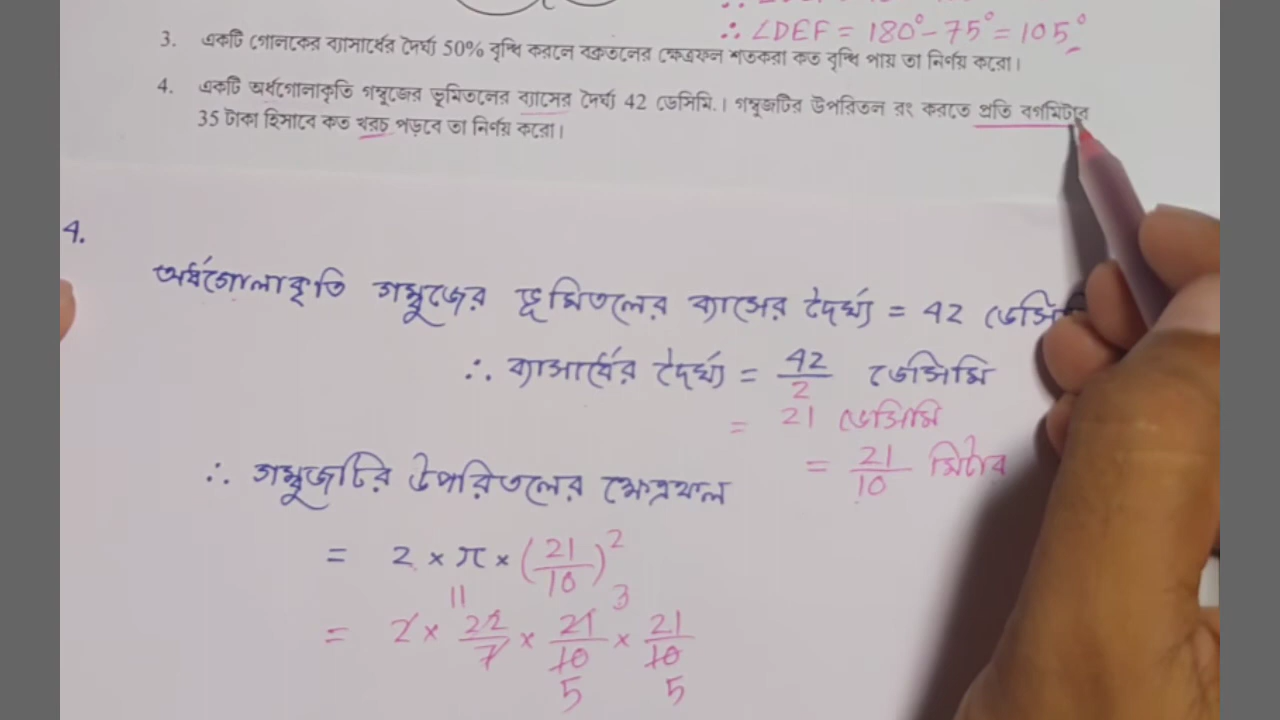 ∴ ∠DEF = 180° - 75° = 105°
3. একটি গোলকের ব্যাসার্ধের দৈর্ঘ্য 50% বৃদ্ধি করলে বক্রতলের ক্ষেত্রফল শতকরা কত বৃদ্ধি পায় তা নির্ণয় করো।
4. একটি অর্ধগোলাকৃতি গম্বুজের ভূমিতলের ব্যাসের দৈর্ঘ্য 42 ডেসিমি.। গম্বুজটির উপরিতল রং করতে প্রতি বর্গমিটার
35 টাকা হিসাবে কত খরচ পড়বে তা নির্ণয় করো।
4.
অর্ধগোলাকৃতি গম্বুজের ভূমিতলের ব্যাসের দৈর্ঘ্য = 42
∴ ব্যাসার্ধের দৈর্ঘ্য = 42/2 ডেসিমি
= 21 ডেসিমি
= 21/10 মিটার
∴ গম্বুজটির উপরিতলের ক্ষেত্রফল
= 2 × π × (21/10)²
11 3
= 2 × 22/7 × 21/10 × 21/10
5 5